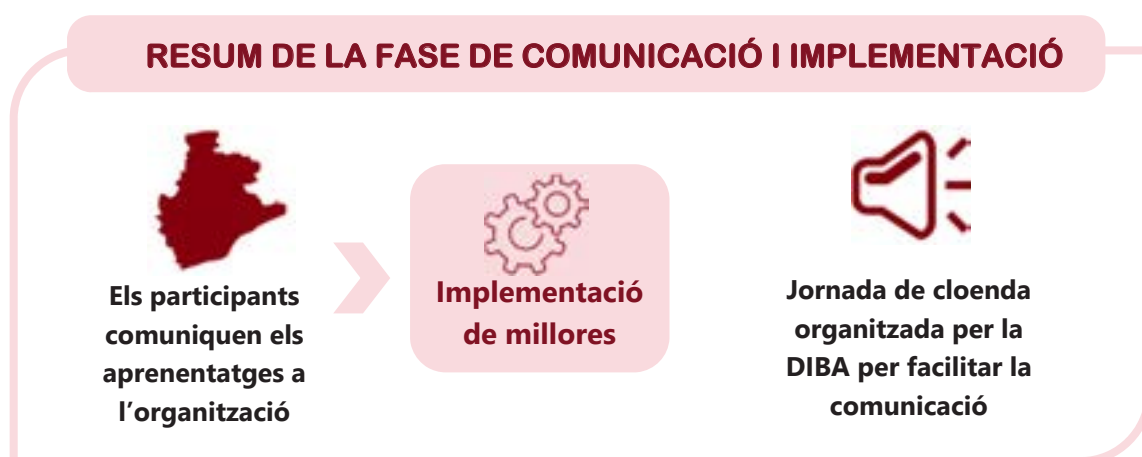 RESUM DE LA FASE DE COMUNICACIÓ I IMPLEMENTACIÓ
Els participants
comuniquen els
aprenentatges a
l’organització
Implementació
de millores
Jornada de cloenda
organitzada per la
DIBA per facilitar la
comunicació